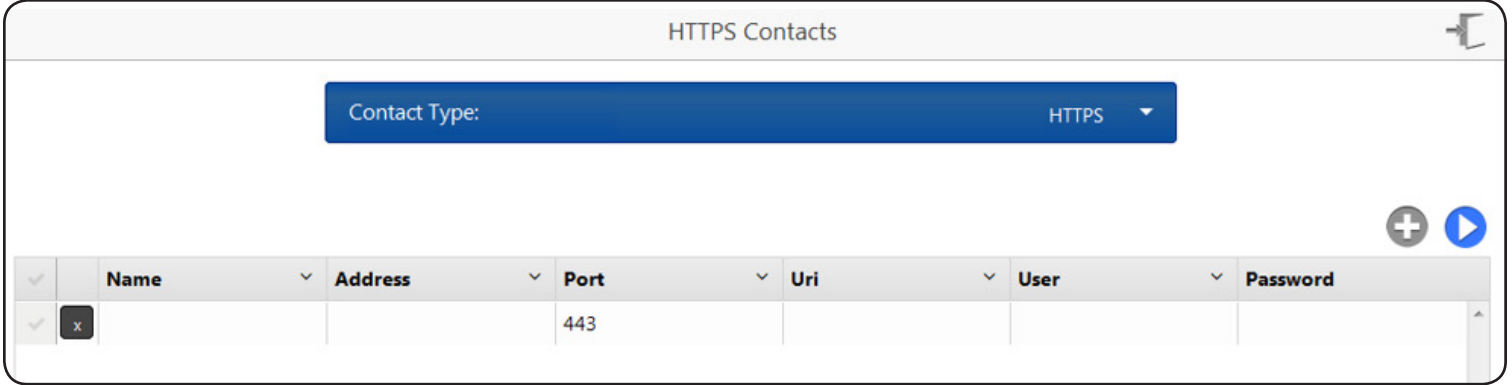 HTTPS Contacts
Contact Type: HTTPS
Name Address Port Uri User Password
x 443